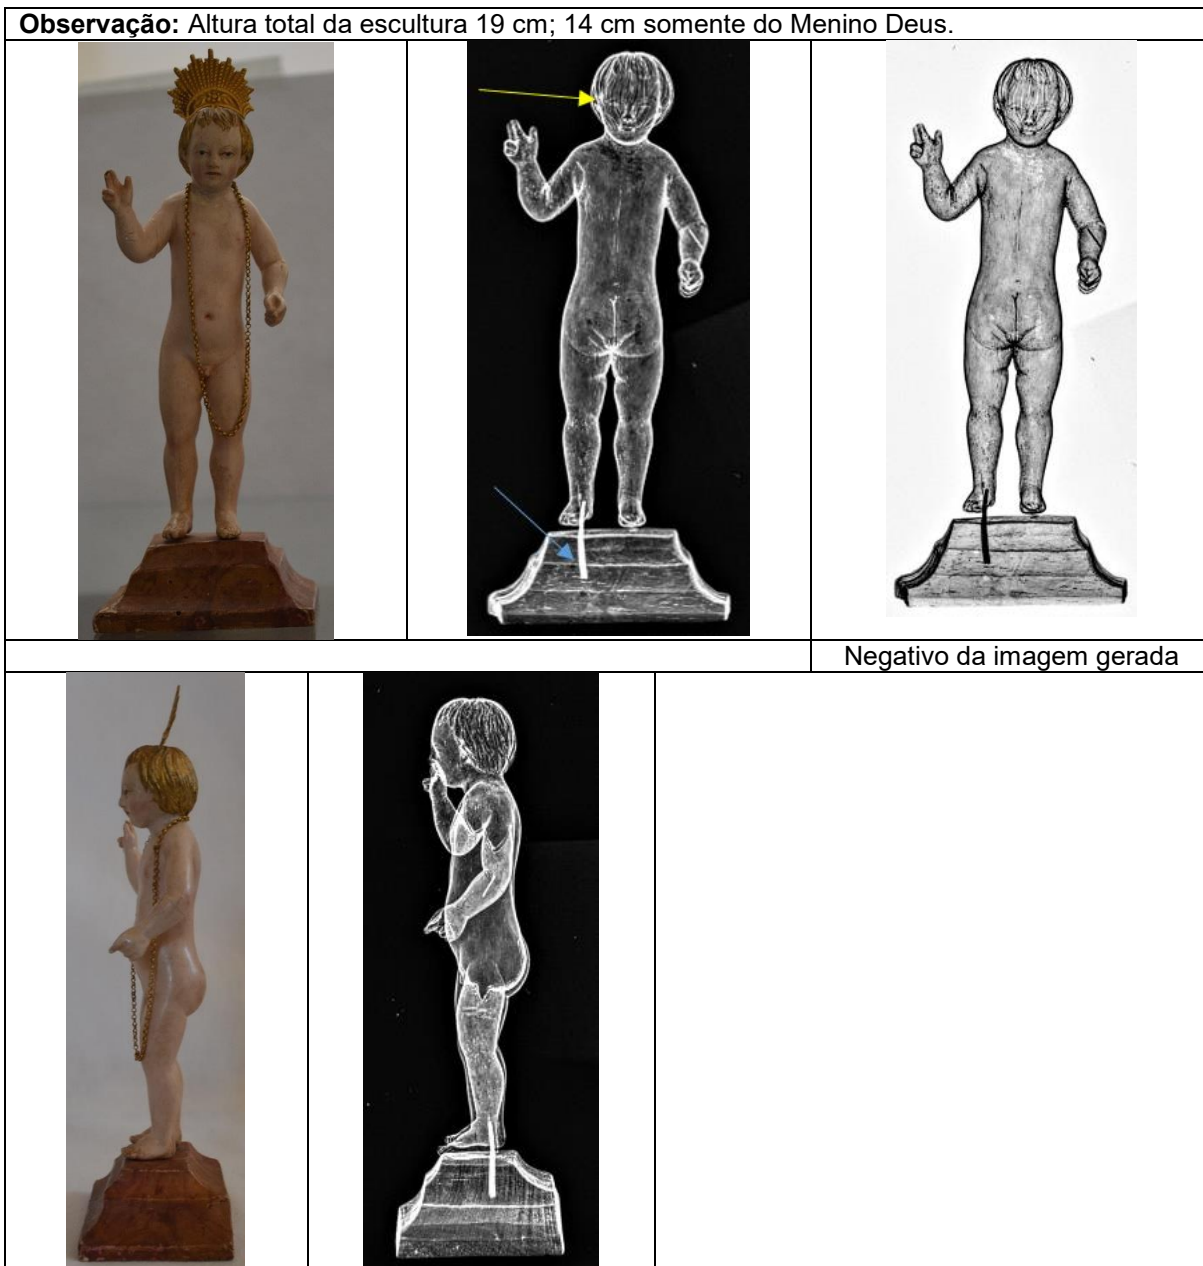 Observação: Altura total da escultura 19 cm; 14 cm somente do Menino Deus.
Negativo da imagem gerada